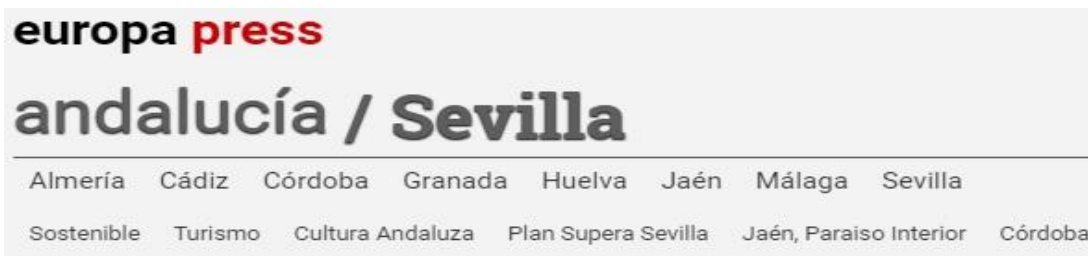 europa press
andalucía / Sevilla
Almería Cádiz Córdoba Granada Huelva Jaén Málaga Sevilla
Sostenible Turismo Cultura Andaluza Plan Supera Sevilla Jaén, Paraiso Interior Córdoba